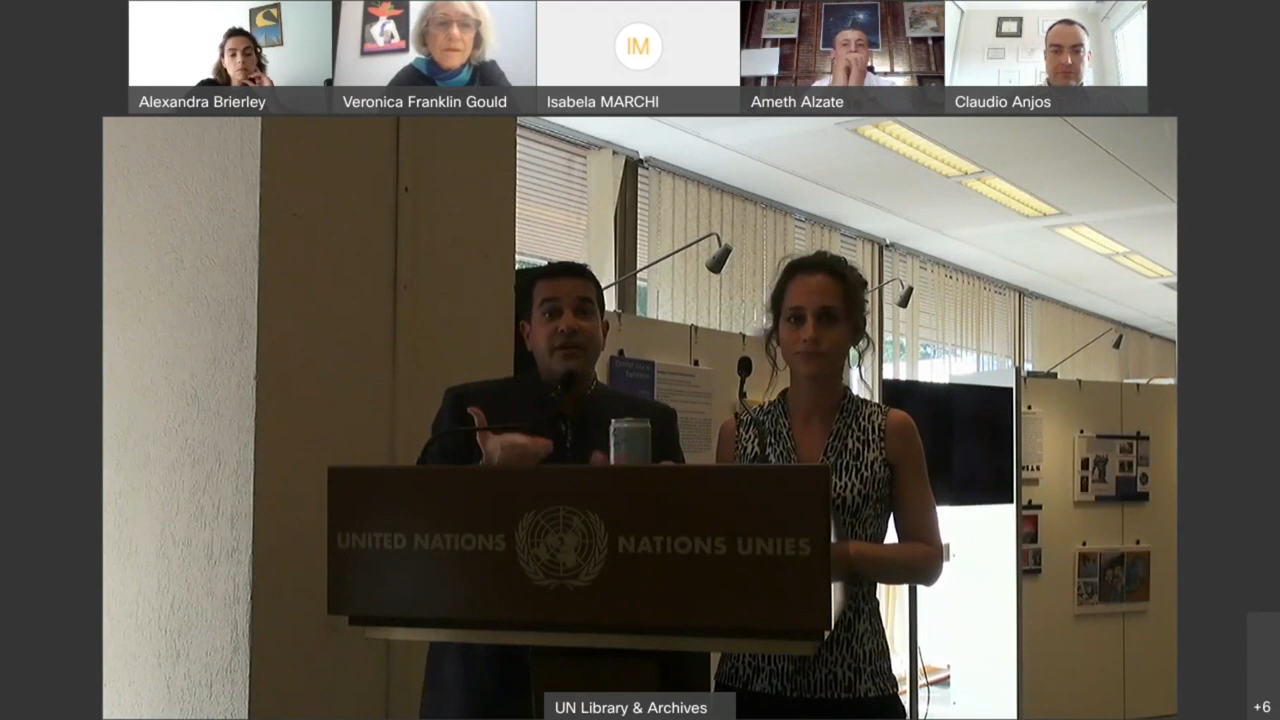 IM
Alexandra Brierley
Veronica Franklin Gould
Isabela MARCHI
Ameth Alzate
Claudio Anjos
UNITED NATIONS
NATIONS UNIES
UN Library & Archives
+6